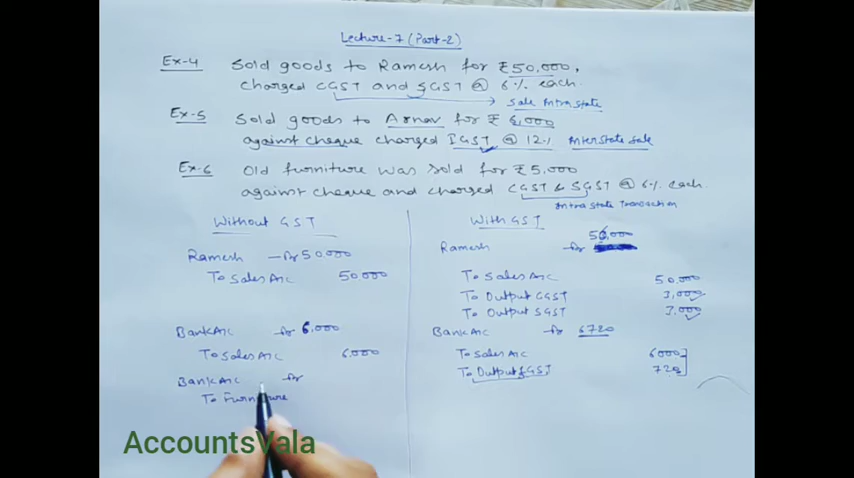 Lecture-7 (Part-2)
Ex-4 Sold goods to Ramesh for ₹50,000,
charged CGST and SGST @ 6% each.
Sale Intra State
Ex-5 Sold goods to Arnav for ₹ 6,000
against cheque charged IGST @ 12% Interstate Sale
Ex-6 Old furniture was sold for ₹5,000
against cheque and charged CGST & SGST @ 6% each.
Intra state Transaction
Without GST
Ramesh —Dr 50,000
To Sales A/c 50,000
Bank A/c —Dr 6,000
To Sales A/c 6,000
Bank A/c —Dr
To Furniture
With GST
56,000
Ramesh —Dr
To Sales A/c 50,000
To Output CGST 3,000
To Output SGST 3,000
Bank A/c —Dr 6720
To Sales A/c 6000
To Output IGST 720
AccountsVala